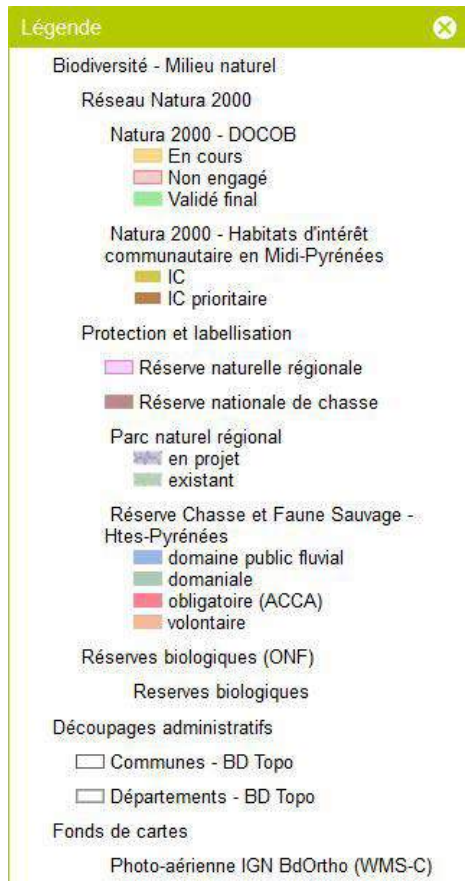 Légende
Biodiversité - Milieu naturel
Réseau Natura 2000
Natura 2000 - DOCOB
En cours
Non engagé
Validé final
Natura 2000 - Habitats d'intérêt
communautaire en Midi-Pyrénées
IC
IC prioritaire
Protection et labellisation
Réserve naturelle régionale
Réserve nationale de chasse
Parc naturel régional
en projet
existant
Réserve Chasse et Faune Sauvage -
Htes-Pyrénées
domaine public fluvial
domaniale
obligatoire (ACCA)
volontaire
Réserves biologiques (ONF)
Reserves biologiques
Découpages administratifs
Communes - BD Topo
Départements - BD Topo
Fonds de cartes
Photo-aérienne IGN BdOrtho (WMS-C)